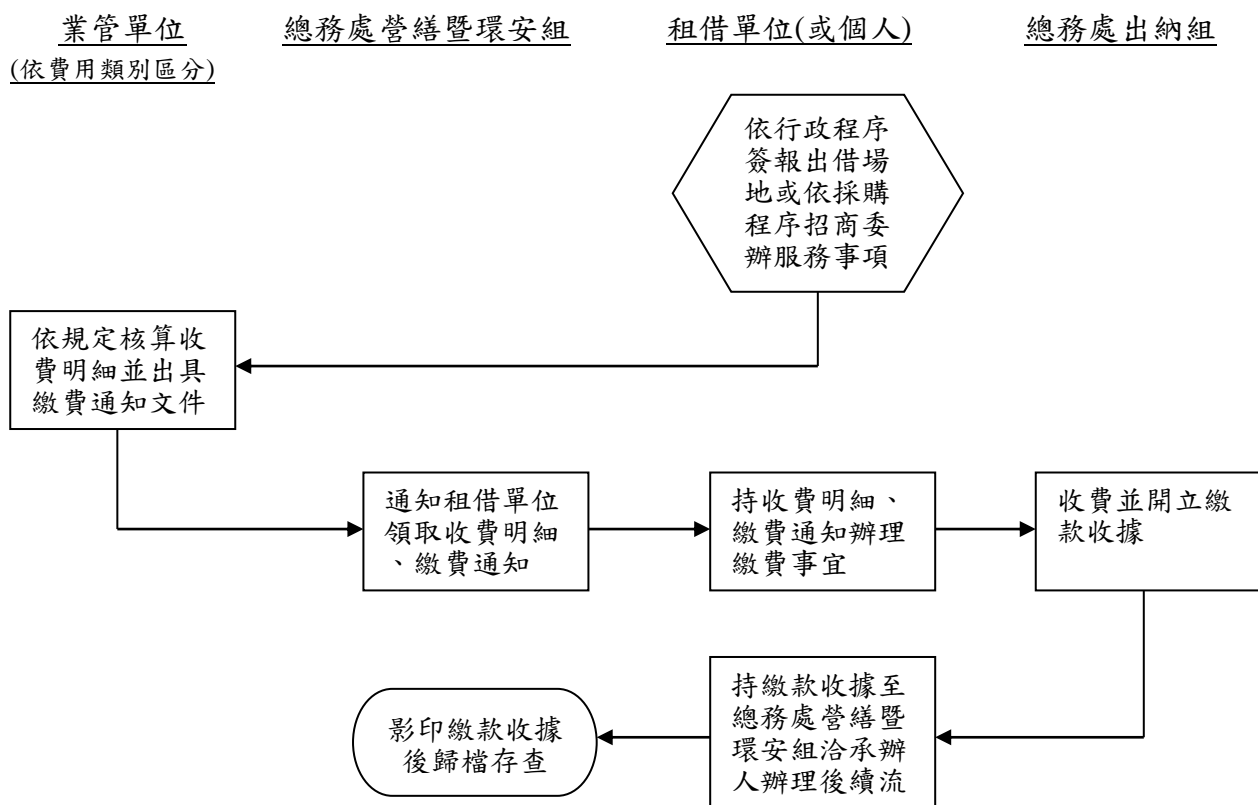 業管單位
(依費用類別區分)
總務處營繕暨環安組
租借單位(或個人)
總務處出納組
依行政程序
簽報出借場
地或依採購
程序招商委
辦服務事項
依規定核算收
費明細並出具
繳費通知文件
通知租借單位
領取收費明細
、繳費通知
持收費明細、
繳費通知辦理
繳費事宜
收費並開立繳
款收據
持繳款收據至
總務處營繕暨
環安組洽承辦
人辦理後續流
影印繳款收據
後歸檔存查